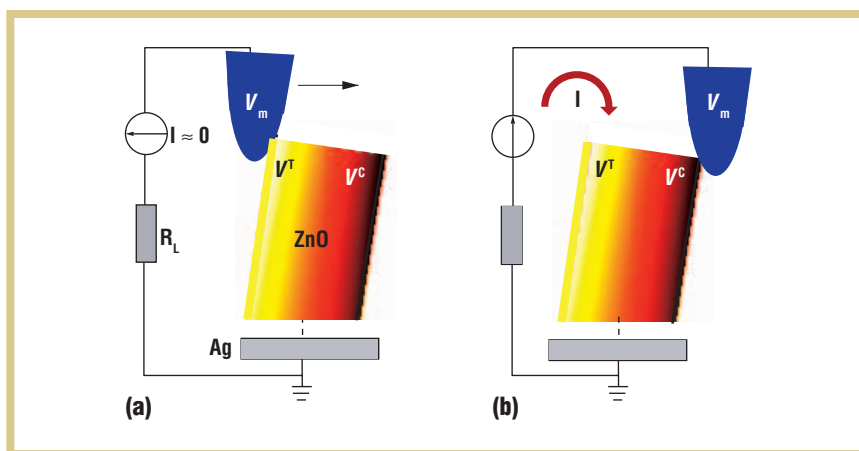 V_m
I ≈ 0
V^T
V^C
ZnO
R_L
Ag
(a)
I
V_m
V^T
V^C
(b)